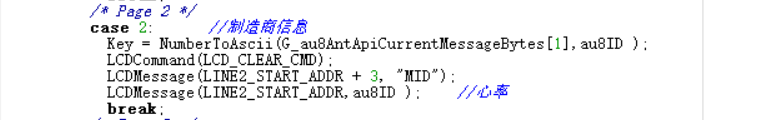 /* Page 2 */
case 2:       //制造商信息
Key = NumberToAscii(G_au8AntApiCurrentMessageBytes[1],au8ID );
LCDCommand(LCD_CLEAR_CMD);
LCDMessage(LINE2_START_ADDR + 3, "MID");
LCDMessage(LINE2_START_ADDR,au8ID );    //心率
break;